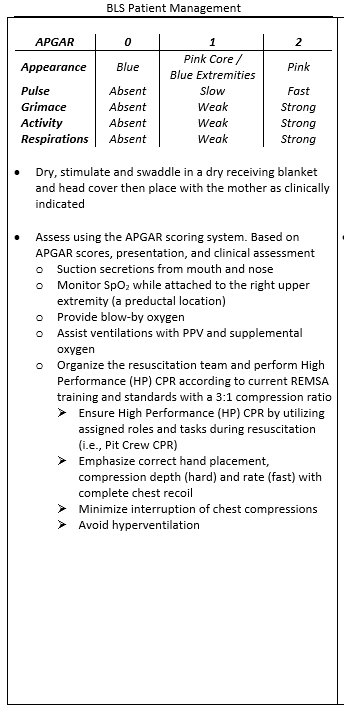 BLS Patient Management
APGAR 0 1 2
Appearance Blue Pink Core / Blue Extremities Pink
Pulse Absent Slow Fast
Grimace Absent Weak Strong
Activity Absent Weak Strong
Respirations Absent Weak Strong
• Dry, stimulate and swaddle in a dry receiving blanket
and head cover then place with the mother as clinically
indicated
• Assess using the APGAR scoring system. Based on
APGAR scores, presentation, and clinical assessment
o Suction secretions from mouth and nose
o Monitor SpO₂ while attached to the right upper
extremity (a preductal location)
o Provide blow-by oxygen
o Assist ventilations with PPV and supplemental
oxygen
o Organize the resuscitation team and perform High
Performance (HP) CPR according to current REMSA
training and standards with a 3:1 compression ratio
➢ Ensure High Performance (HP) CPR by utilizing
assigned roles and tasks during resuscitation
(i.e., Pit Crew CPR)
➢ Emphasize correct hand placement,
compression depth (hard) and rate (fast) with
complete chest recoil
➢ Minimize interruption of chest compressions
➢ Avoid hyperventilation